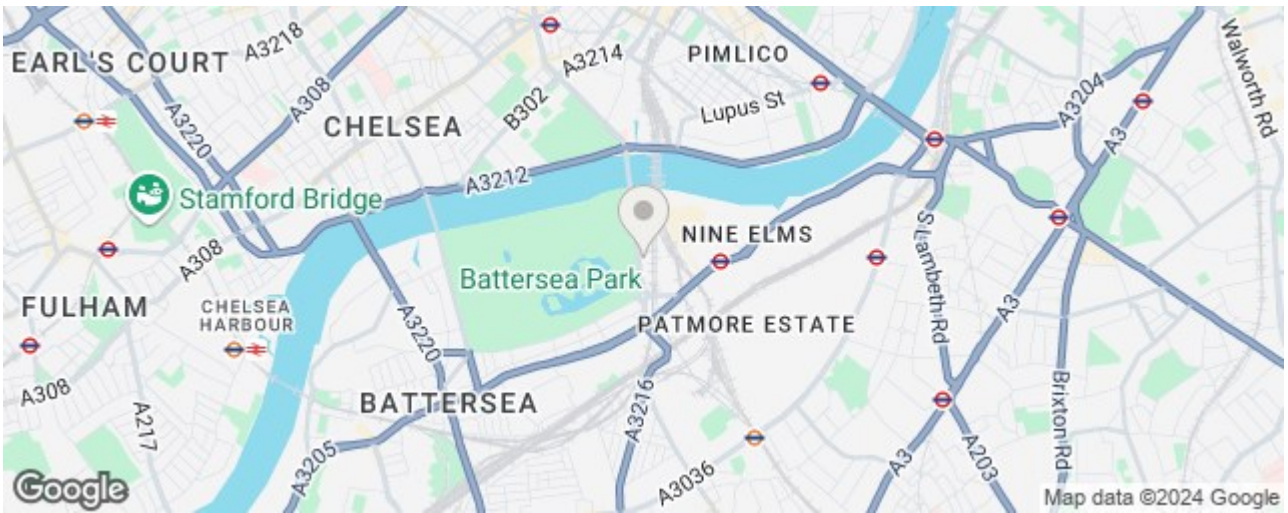 EARL'S COURT
A3218
A3220
A308
CHELSEA
B302
A3214
PIMLICO
Lupus St
A3204
A3
Walworth Rd
Stamford Bridge
A308
A3212
NINE ELMS
S Lambeth Rd
Battersea Park
FULHAM
CHELSEA
HARBOUR
A3220
PATMORE ESTATE
A3
A308
A217
BATTERSEA
A3216
A3205
A3036
A3
A203
Brixton Rd
Google
Map data ©2024 Google